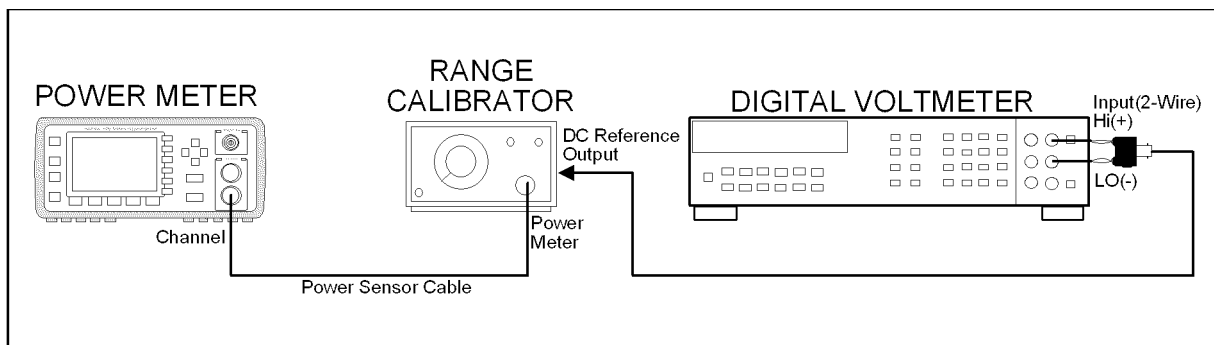 POWER METER
RANGE
CALIBRATOR
DIGITAL VOLTMETER
Input(2-Wire)
Hi(+)
LO(-)
DC Reference
Output
Power
Meter
Channel
Power Sensor Cable